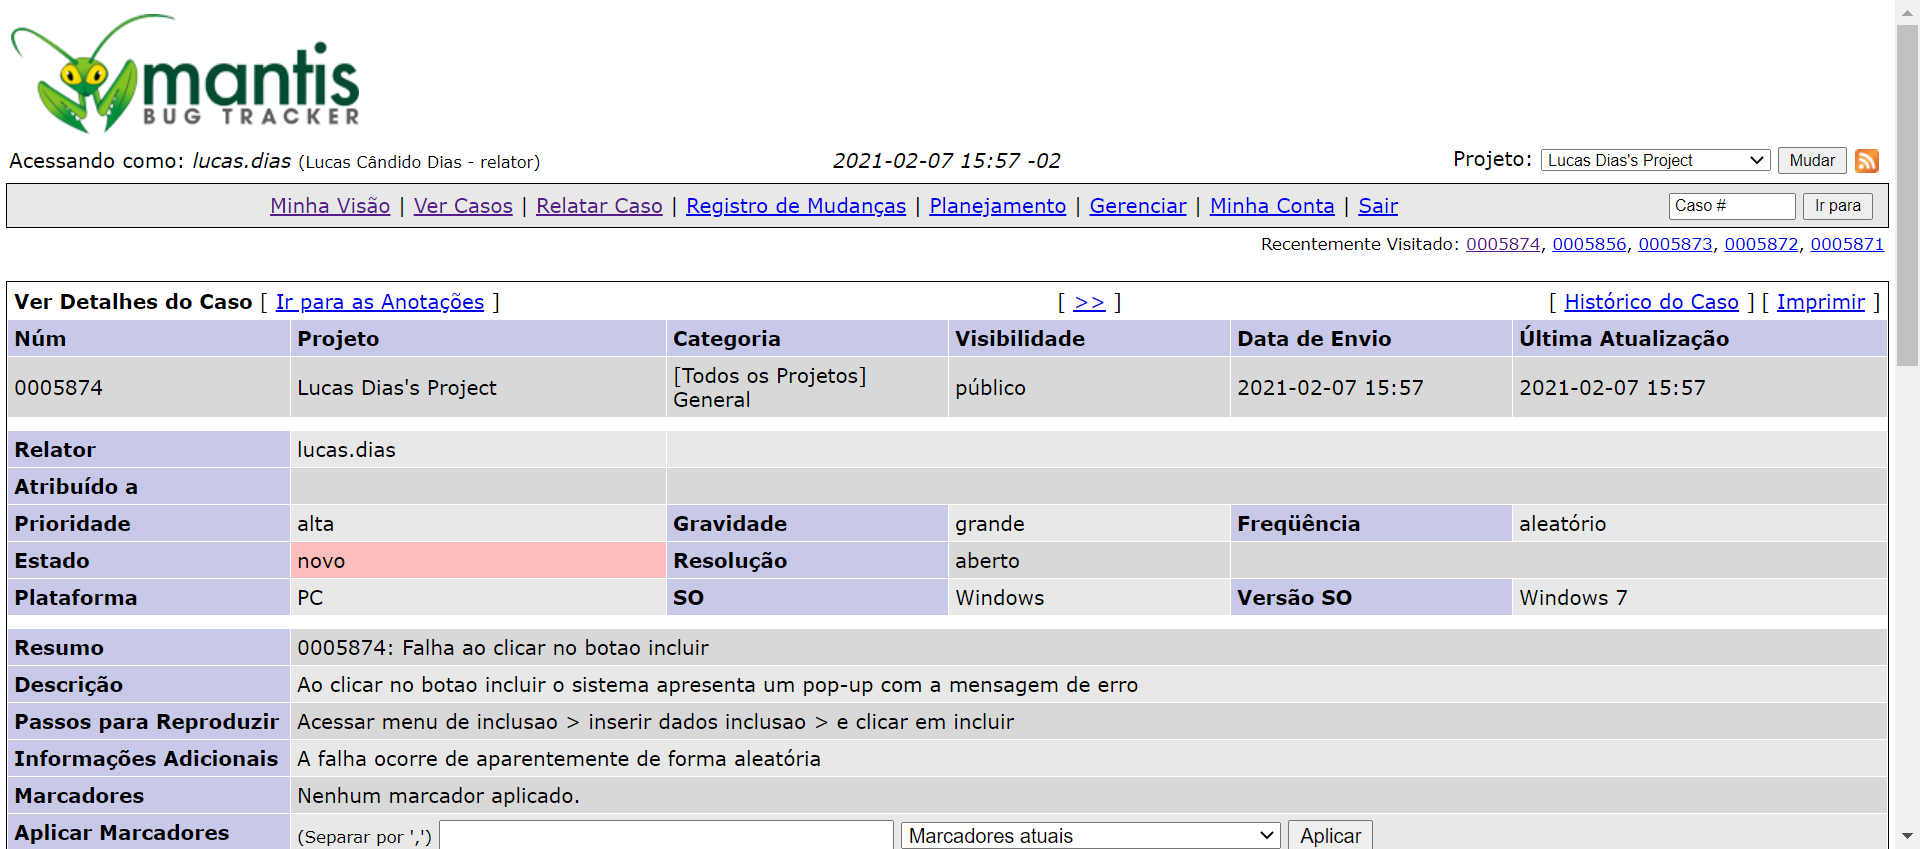 mantis
BUG TRACKER
Acessando como: lucas.dias (Lucas Cândido Dias - relator) 2021-02-07 15:57 -02 Projeto: Lucas Dias's Project Mudar
Minha Visão | Ver Casos | Relatar Caso | Registro de Mudanças | Planejamento | Gerenciar | Minha Conta | Sair Caso # Ir para
Recentemente Visitado: 0005874, 0005856, 0005873, 0005872, 0005871
Ver Detalhes do Caso [ Ir para as Anotações ] [ >> ] [ Histórico do Caso ] [ Imprimir ]
Núm Projeto Categoria Visibilidade Data de Envio Última Atualização
0005874 Lucas Dias's Project [Todos os Projetos] General público 2021-02-07 15:57 2021-02-07 15:57
Relator lucas.dias
Atribuído a
Prioridade alta Gravidade grande Freqüência aleatório
Estado novo Resolução aberto
Plataforma PC SO Windows Versão SO Windows 7
Resumo 0005874: Falha ao clicar no botao incluir
Descrição Ao clicar no botao incluir o sistema apresenta um pop-up com a mensagem de erro
Passos para Reproduzir Acessar menu de inclusao > inserir dados inclusao > e clicar em incluir
Informações Adicionais A falha ocorre de aparentemente de forma aleatória
Marcadores Nenhum marcador aplicado.
Aplicar Marcadores (Separar por ',') Marcadores atuais Aplicar